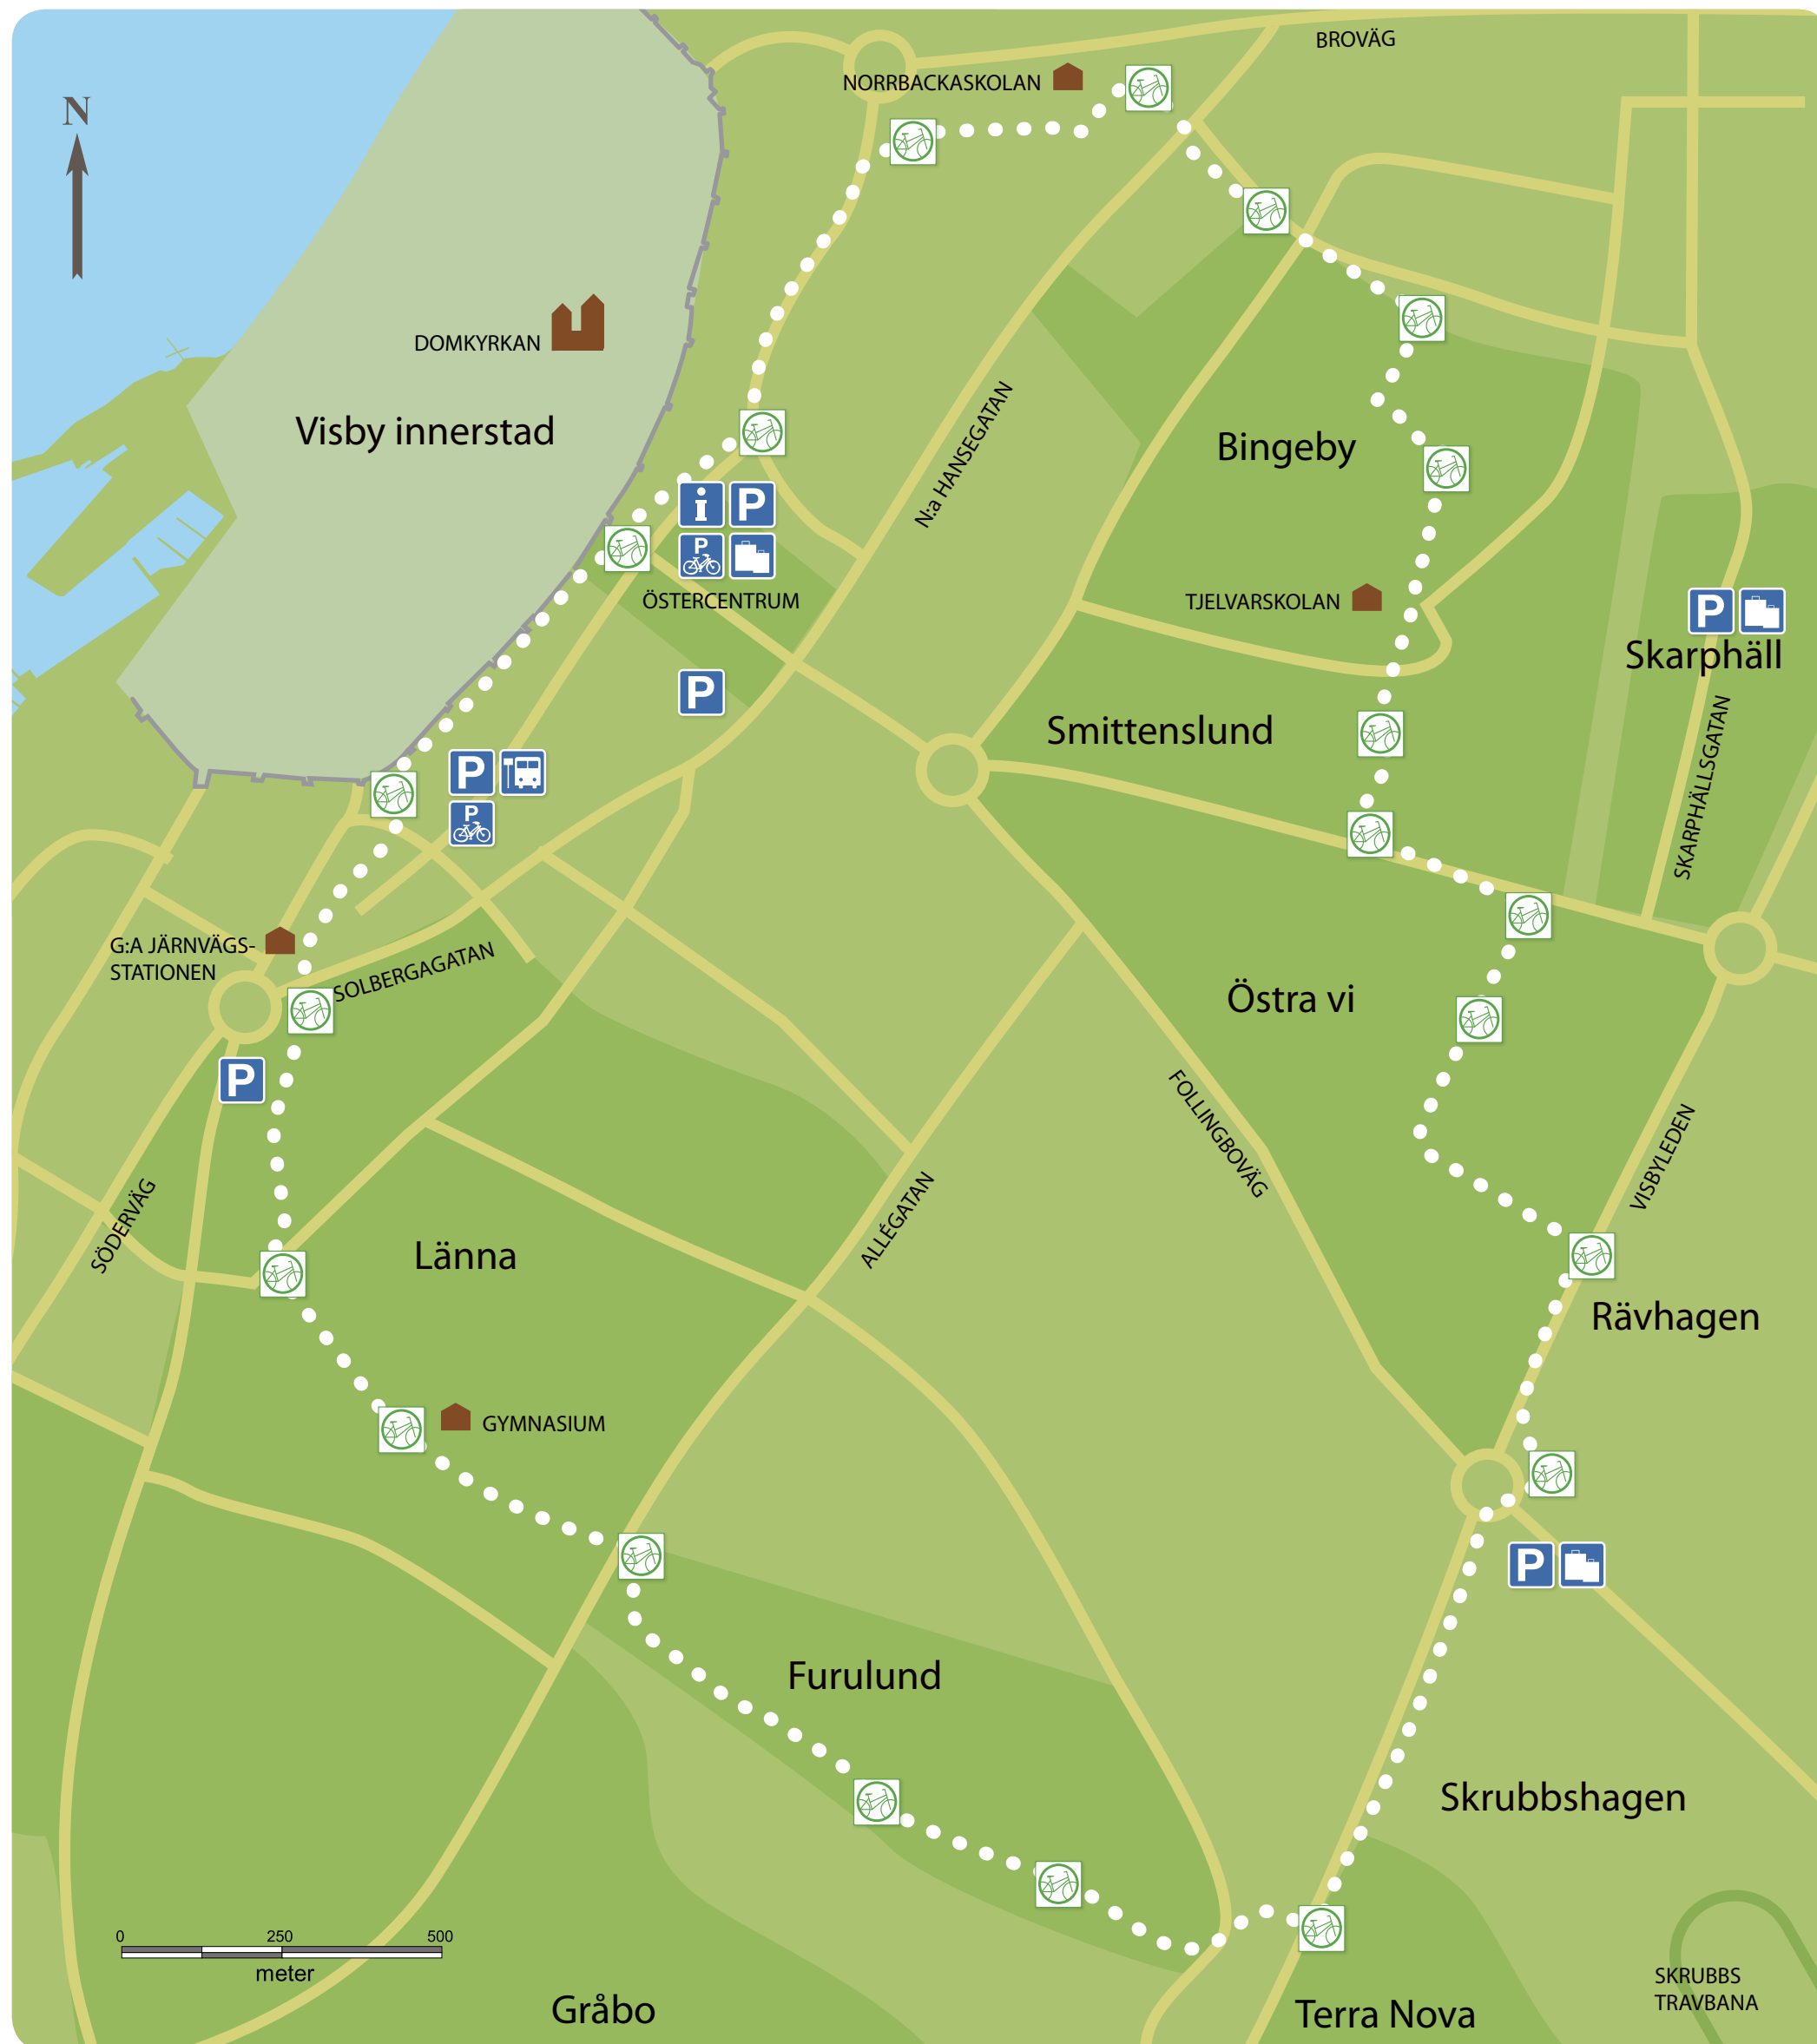 BROVÄG
NORRBACKASKOLAN
N
DOMKYRKAN
Visby innerstad
N:a HANSEGATAN
Bingeby
i P
P
ÖSTERCENTRUM
TJELVARSKOLAN
P
Skarphäll
P
Smittenslund
SKARPHÄLLSGATAN
P
P
G:A JÄRNVÄGS-
STATIONEN
SOLBERGAGATAN
Östra vi
P
FOLLINGBOVÄG
VISBYLEDEN
SÖDERVÄG
ALLÉGATAN
Länna
Rävhagen
GYMNASIUM
P
Furulund
Skrubbshagen
0 250 500
meter
SKRUBBS
TRAVBANA
Gråbo
Terra Nova